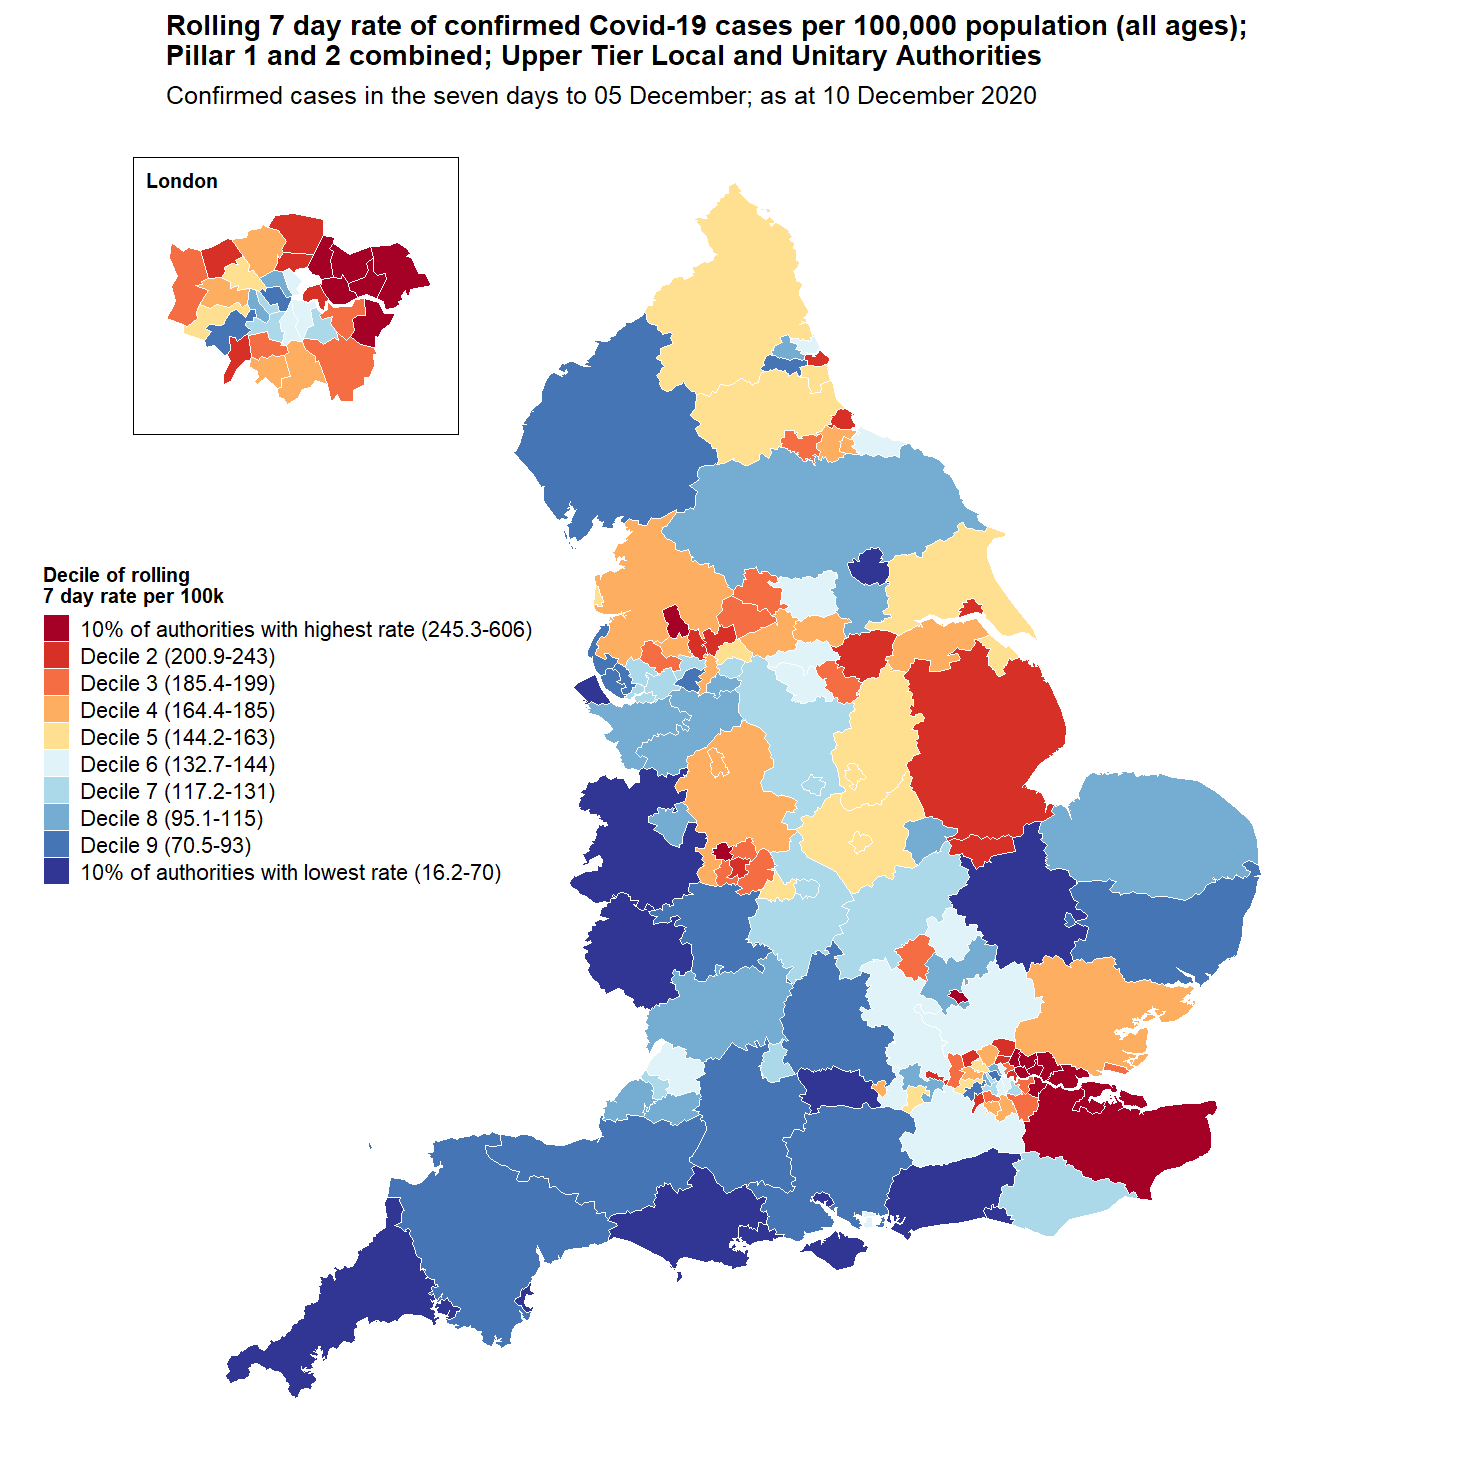 Rolling 7 day rate of confirmed Covid-19 cases per 100,000 population (all ages);
Pillar 1 and 2 combined; Upper Tier Local and Unitary Authorities
Confirmed cases in the seven days to 05 December; as at 10 December 2020
London
Decile of rolling
7 day rate per 100k
10% of authorities with highest rate (245.3-606)
Decile 2 (200.9-243)
Decile 3 (185.4-199)
Decile 4 (164.4-185)
Decile 5 (144.2-163)
Decile 6 (132.7-144)
Decile 7 (117.2-131)
Decile 8 (95.1-115)
Decile 9 (70.5-93)
10% of authorities with lowest rate (16.2-70)